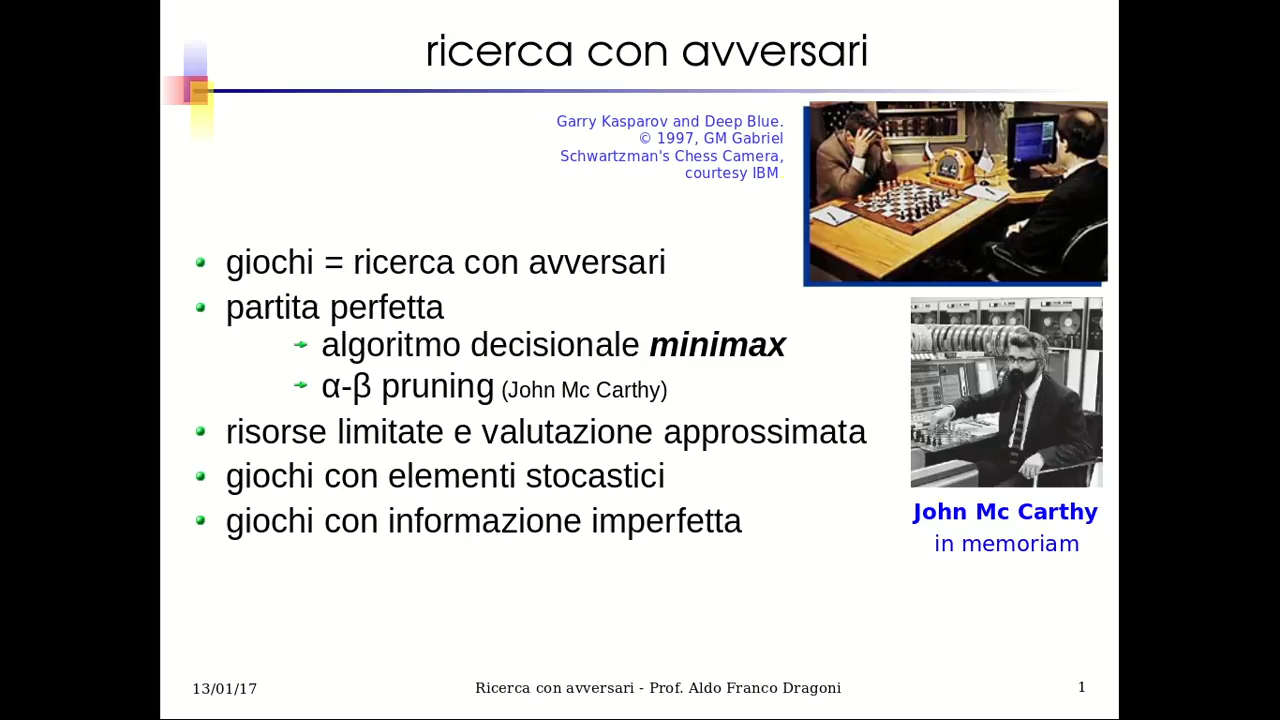 ricerca con avversari
Garry Kasparov and Deep Blue.
© 1997, GM Gabriel
Schwartzman's Chess Camera,
courtesy IBM.
giochi = ricerca con avversari
partita perfetta
algoritmo decisionale minimax
α-β pruning (John Mc Carthy)
risorse limitate e valutazione approssimata
giochi con elementi stocastici
giochi con informazione imperfetta
John Mc Carthy
in memoriam
13/01/17
Ricerca con avversari - Prof. Aldo Franco Dragoni
1